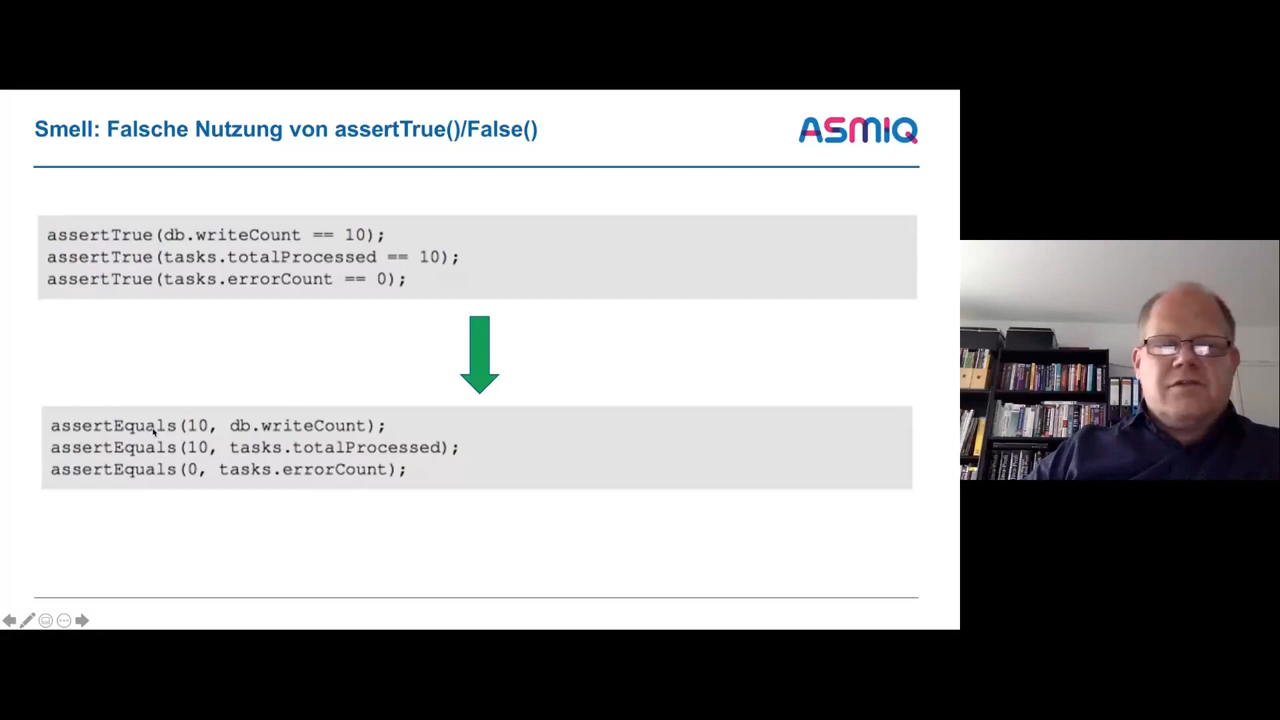 Smell: Falsche Nutzung von assertTrue()/False()
ASMIQ
assertTrue(db.writeCount == 10);
assertTrue(tasks.totalProcessed == 10);
assertTrue(tasks.errorCount == 0);
assertEquals(10, db.writeCount);
assertEquals(10, tasks.totalProcessed);
assertEquals(0, tasks.errorCount);